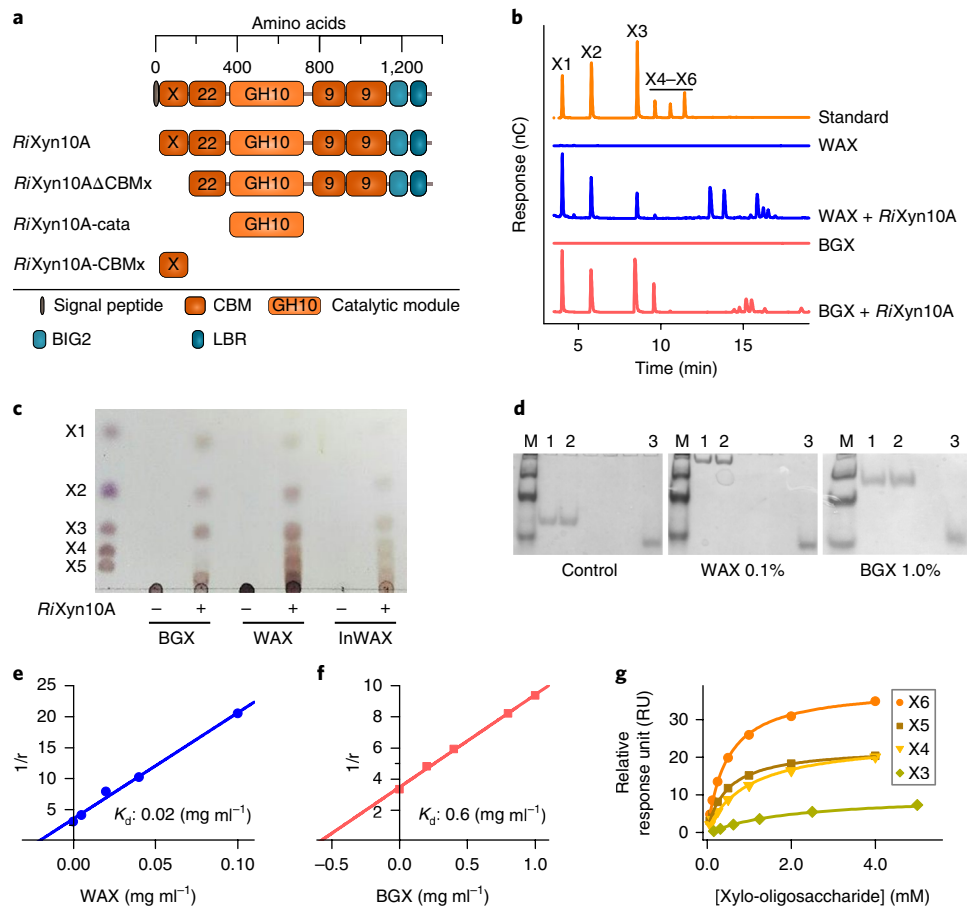 a
Amino acids
0 400 800 1,200
X 22 GH10 9 9
RiXyn10A X 22 GH10 9 9
RiXyn10AΔCBMx 22 GH10 9 9
RiXyn10A-cata GH10
RiXyn10A-CBMx X
Signal peptide CBM GH10 Catalytic module
BIG2 LBR
b
Response (nC)
X1 X2 X3 X4–X6
Standard
WAX
WAX + RiXyn10A
BGX
BGX + RiXyn10A
5 10 15
Time (min)
c
X1
X2
X3
X4
X5
RiXyn10A – + – + – +
BGX WAX InWAX
d
M 1 2 3 M 1 2 3 M 1 2 3
Control WAX 0.1% BGX 1.0%
e
1/r
25
20
15
10
5
Kd: 0.02 (mg ml–1)
0.00 0.05 0.10
WAX (mg ml–1)
f
1/r
10
8
6
4
2
Kd: 0.6 (mg ml–1)
–0.5 0.0 0.5 1.0
BGX (mg ml–1)
g
Relative
response unit (RU)
30
20
10
0
X6
X5
X4
X3
0.0 2.0 4.0
[Xylo-oligosaccharide] (mM)